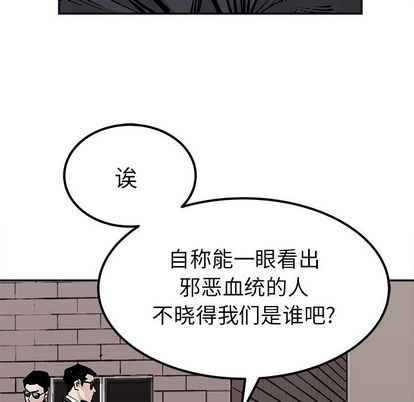 诶
自称能一眼看出
邪恶血统的人
不晓得我们是谁吧?